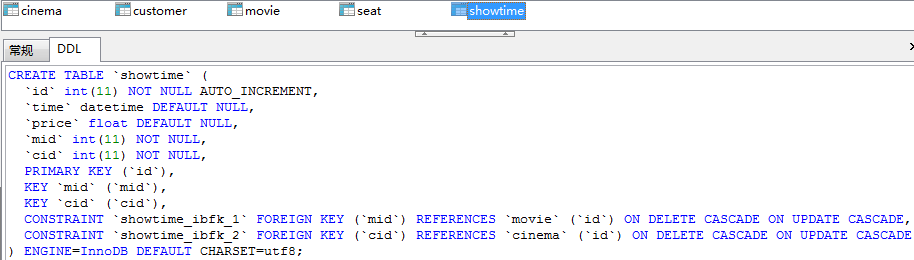 cinema customer movie seat showtime
常规 DDL
CREATE TABLE `showtime` (
`id` int(11) NOT NULL AUTO_INCREMENT,
`time` datetime DEFAULT NULL,
`price` float DEFAULT NULL,
`mid` int(11) NOT NULL,
`cid` int(11) NOT NULL,
PRIMARY KEY (`id`),
KEY `mid` (`mid`),
KEY `cid` (`cid`),
CONSTRAINT `showtime_ibfk_1` FOREIGN KEY (`mid`) REFERENCES `movie` (`id`) ON DELETE CASCADE ON UPDATE CASCADE,
CONSTRAINT `showtime_ibfk_2` FOREIGN KEY (`cid`) REFERENCES `cinema` (`id`) ON DELETE CASCADE ON UPDATE CASCADE
) ENGINE=InnoDB DEFAULT CHARSET=utf8;